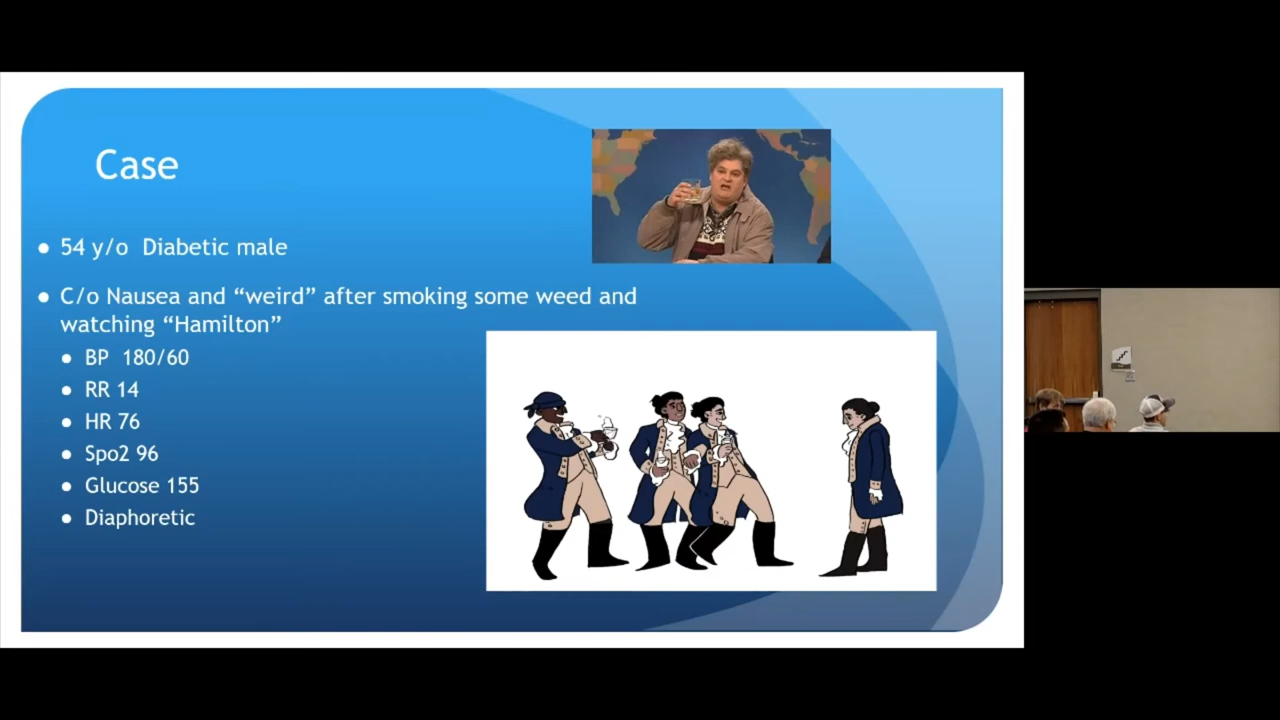 Case
● 54 y/o  Diabetic male
● C/o Nausea and “weird” after smoking some weed and
watching “Hamilton”
● BP  180/60
● RR 14
● HR 76
● Spo2 96
● Glucose 155
● Diaphoretic